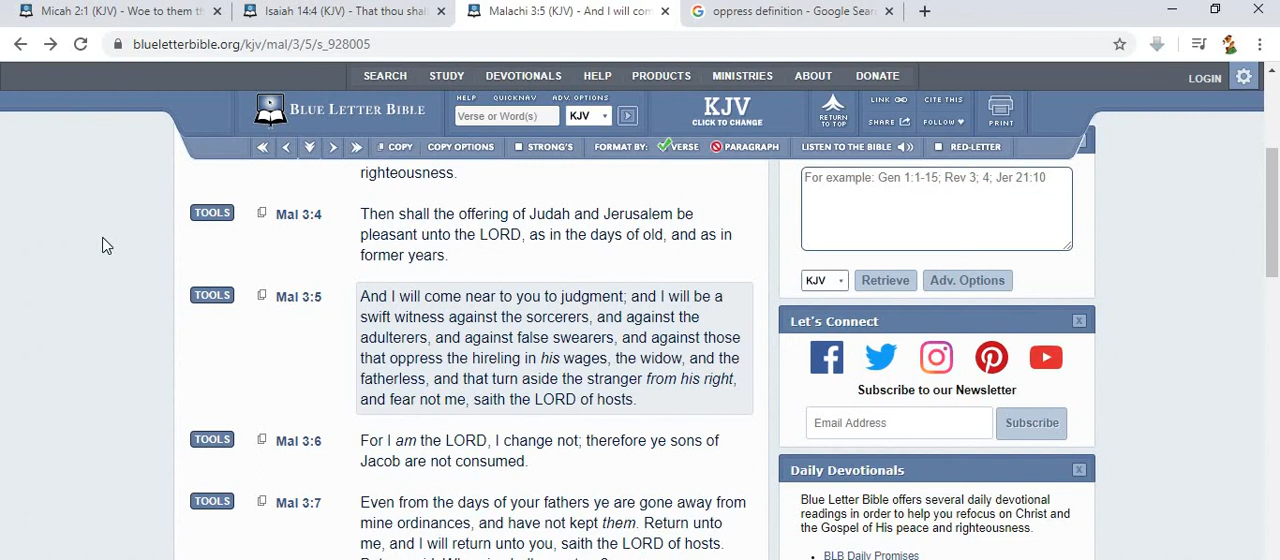 Micah 2:1 (KJV) - Woe to them th
Isaiah 14:4 (KJV) - That thou shal
Malachi 3:5 (KJV) - And I will com
oppress definition - Google Sear
blueletterbible.org/kjv/mal/3/5/s_928005
SEARCH STUDY DEVOTIONALS HELP PRODUCTS MINISTRIES ABOUT DONATE LOGIN
BLUE LETTER BIBLE
HELP QUICKNAV ADV. OPTIONS
Verse or Word(s) KJV
KJV
CLICK TO CHANGE
RETURN
TO TOP
LINK CITE THIS
SHARE FOLLOW
PRINT
COPY COPY OPTIONS STRONG'S FORMAT BY: VERSE PARAGRAPH LISTEN TO THE BIBLE RED-LETTER
righteousness.
TOOLS Mal 3:4 Then shall the offering of Judah and Jerusalem be
pleasant unto the LORD, as in the days of old, and as in
former years.
TOOLS Mal 3:5 And I will come near to you to judgment; and I will be a
swift witness against the sorcerers, and against the
adulterers, and against false swearers, and against those
that oppress the hireling in his wages, the widow, and the
fatherless, and that turn aside the stranger from his right,
and fear not me, saith the LORD of hosts.
TOOLS Mal 3:6 For I am the LORD, I change not; therefore ye sons of
Jacob are not consumed.
TOOLS Mal 3:7 Even from the days of your fathers ye are gone away from
mine ordinances, and have not kept them. Return unto
me, and I will return unto you, saith the LORD of hosts.
For example: Gen 1:1-15; Rev 3; 4; Jer 21:10
KJV Retrieve Adv. Options
Let's Connect x
Subscribe to our Newsletter
Email Address Subscribe
Daily Devotionals x
Blue Letter Bible offers several daily devotional
readings in order to help you refocus on Christ and
the Gospel of His peace and righteousness.
BLB Daily Promises